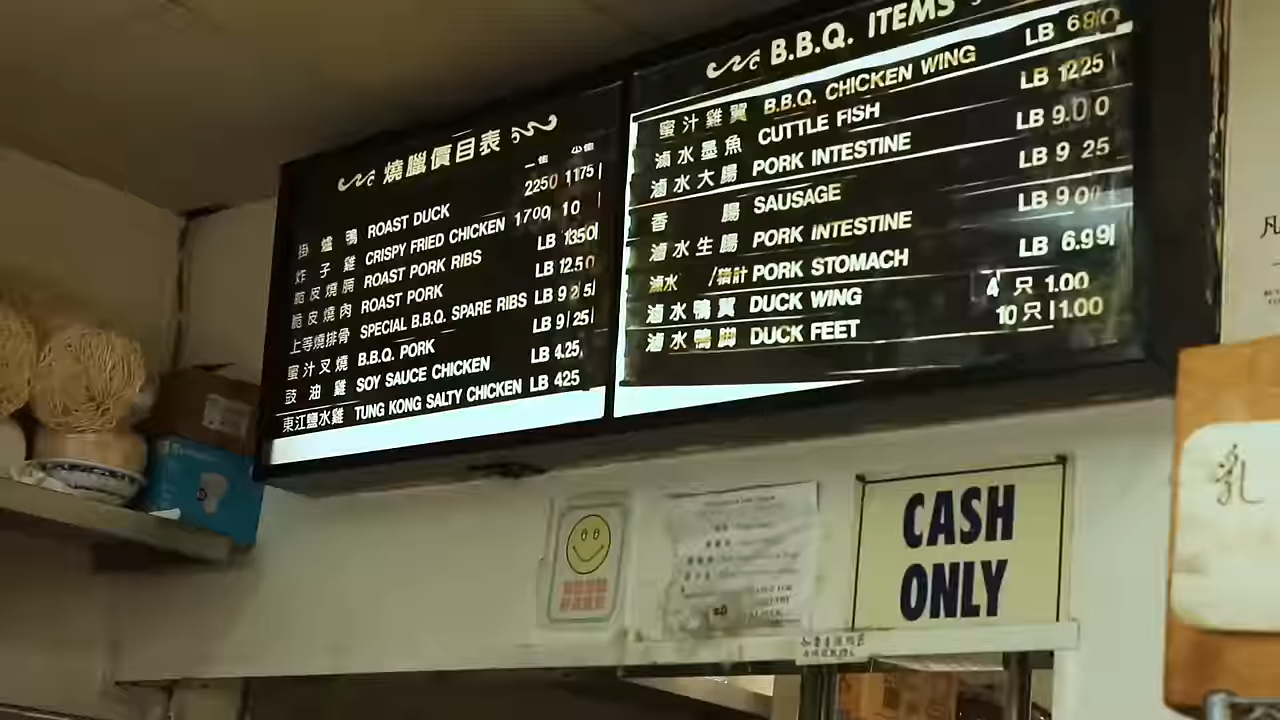 燒臘價目表
一隻 少隻
掛爐鴨 ROAST DUCK 2250 1175
炸子雞 CRISPY FRIED CHICKEN 1700 10
脆皮燒腩 ROAST PORK RIBS LB 1350
脆皮燒肉 ROAST PORK LB 12.50
上等燒排骨 SPECIAL B.B.Q. SPARE RIBS LB 925
蜜汁叉燒 B.B.Q. PORK LB 9 25
豉油雞 SOY SAUCE CHICKEN LB 4.25
東江鹽水雞 TUNG KONG SALTY CHICKEN LB 425
B.B.Q. ITEMS
蜜汁雞翼 B.B.Q. CHICKEN WING LB 680
滷水墨魚 CUTTLE FISH LB 1225
滷水大腸 PORK INTESTINE LB 9.00
香腸 SAUSAGE LB 9 25
滷水生腸 PORK INTESTINE LB 900
滷水 /豬肚 PORK STOMACH LB 6.99
滷水鴨翼 DUCK WING 4 只 1.00
滷水鴨脚 DUCK FEET 10 只 1.00
CASH
ONLY
凡
乳